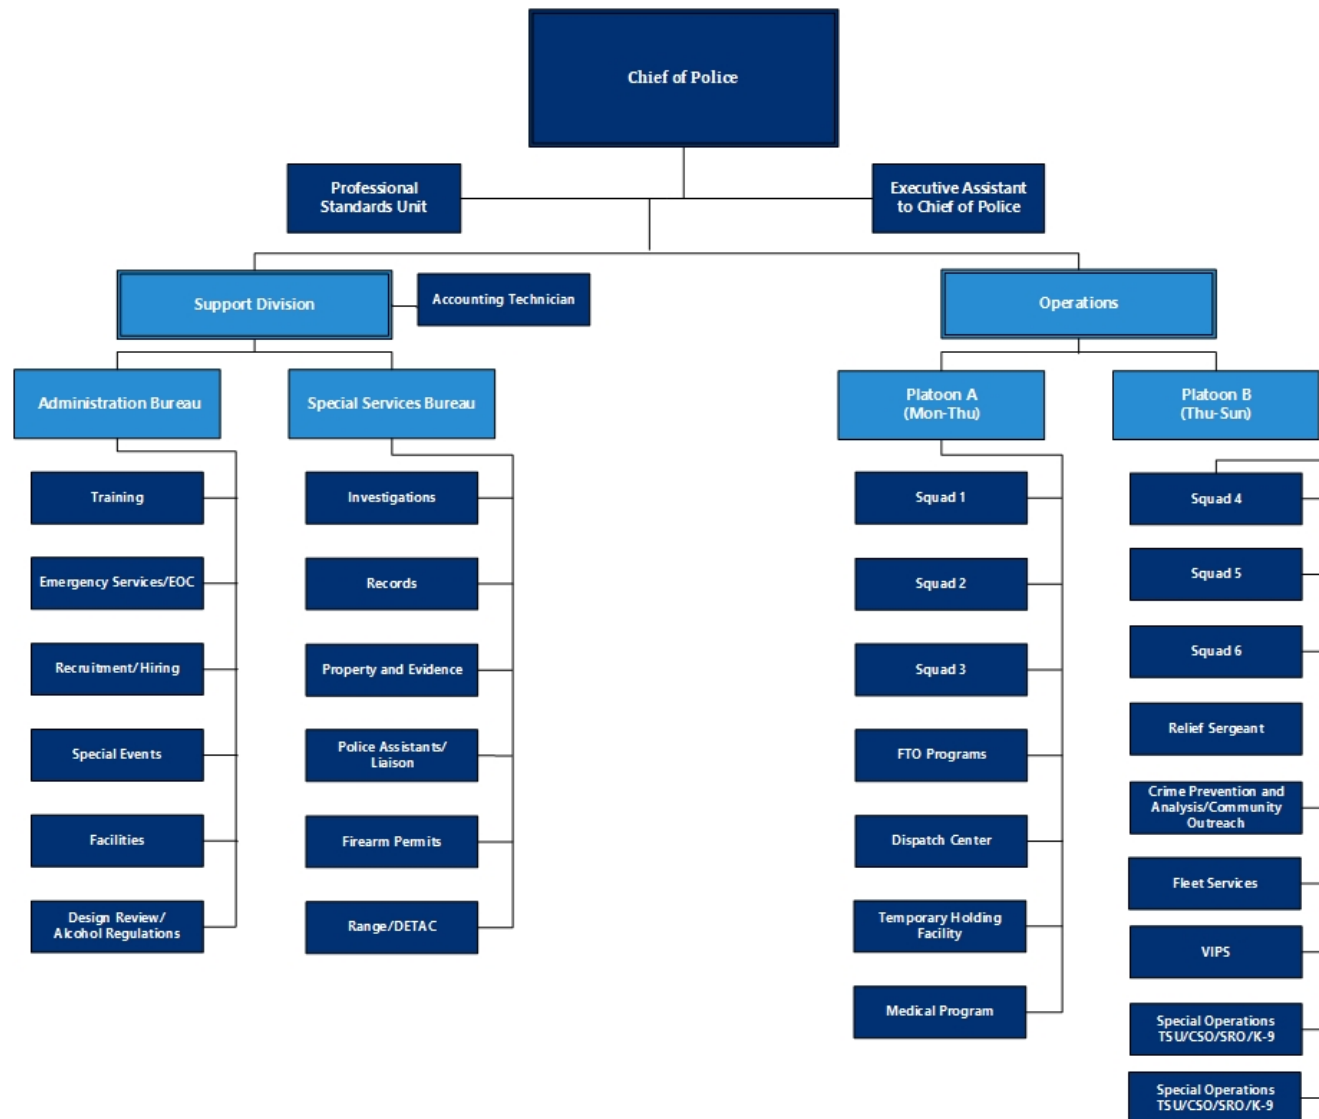 Chief of Police
Professional
Standards Unit
Executive Assistant
to Chief of Police
Support Division
Accounting Technician
Operations
Administration Bureau
Special Services Bureau
Platoon A
(Mon-Thu)
Platoon B
(Thu-Sun)
Training
Emergency Services/EOC
Recruitment/Hiring
Special Events
Facilities
Design Review/
Alcohol Regulations
Investigations
Records
Property and Evidence
Police Assistants/
Liaison
Firearm Permits
Range/DETAC
Squad 1
Squad 2
Squad 3
FTO Programs
Dispatch Center
Temporary Holding
Facility
Medical Program
Squad 4
Squad 5
Squad 6
Relief Sergeant
Crime Prevention and
Analysis/Community
Outreach
Fleet Services
VIPS
Special Operations
TSU/CSO/SRO/K-9
Special Operations
TSU/CSO/SRO/K-9